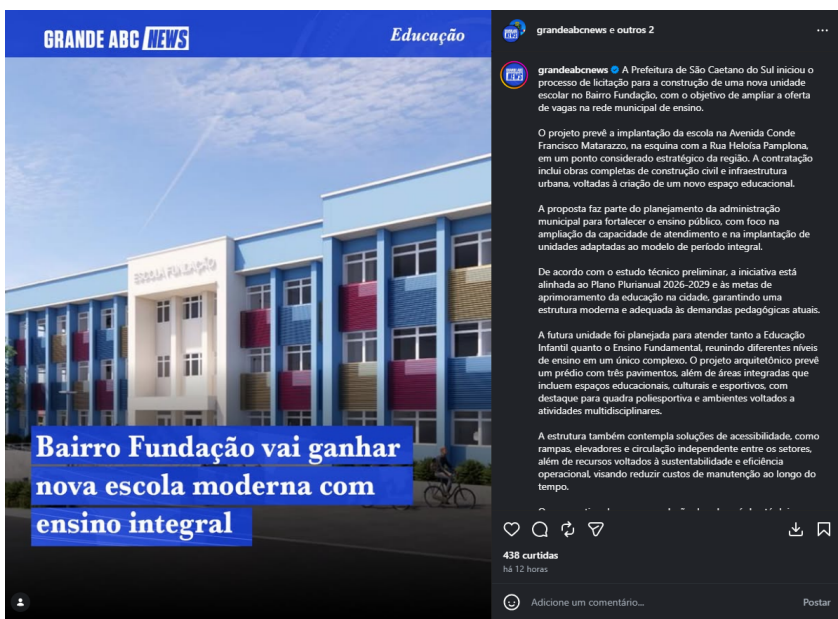 GRANDE ABC NEWS
Educação
ESCOLA FUNDAÇÃO
Bairro Fundação vai ganhar
nova escola moderna com
ensino integral
grandeabcnews e outros 2
grandeabcnews A Prefeitura de São Caetano do Sul iniciou o
processo de licitação para a construção de uma nova unidade
escolar no Bairro Fundação, com o objetivo de ampliar a oferta
de vagas na rede municipal de ensino.
O projeto prevê a implantação da escola na Avenida Conde
Francisco Matarazzo, na esquina com a Rua Heloísa Pamplona,
em um ponto considerado estratégico da região. A contratação
inclui obras completas de construção civil e infraestrutura
urbana, voltadas à criação de um novo espaço educacional.
A proposta faz parte do planejamento da administração
municipal para fortalecer o ensino público, com foco na
ampliação da capacidade de atendimento e na implantação de
unidades adaptadas ao modelo de período integral.
De acordo com o estudo técnico preliminar, a iniciativa está
alinhada ao Plano Plurianual 2026-2029 e às metas de
aprimoramento da educação na cidade, garantindo uma
estrutura moderna e adequada às demandas pedagógicas atuais.
A futura unidade foi planejada para atender tanto a Educação
Infantil quanto o Ensino Fundamental, reunindo diferentes níveis
de ensino em um único complexo. O projeto arquitetônico prevê
um prédio com três pavimentos, além de áreas integradas que
incluem espaços educacionais, culturais e esportivos, com
destaque para quadra poliesportiva e ambientes voltados a
atividades multidisciplinares.
A estrutura também contempla soluções de acessibilidade, como
rampas, elevadores e circulação independente entre os setores,
além de recursos voltados à sustentabilidade e eficiência
operacional, visando reduzir custos de manutenção ao longo do
tempo.
438 curtidas
há 12 horas
Adicione um comentário...
Postar